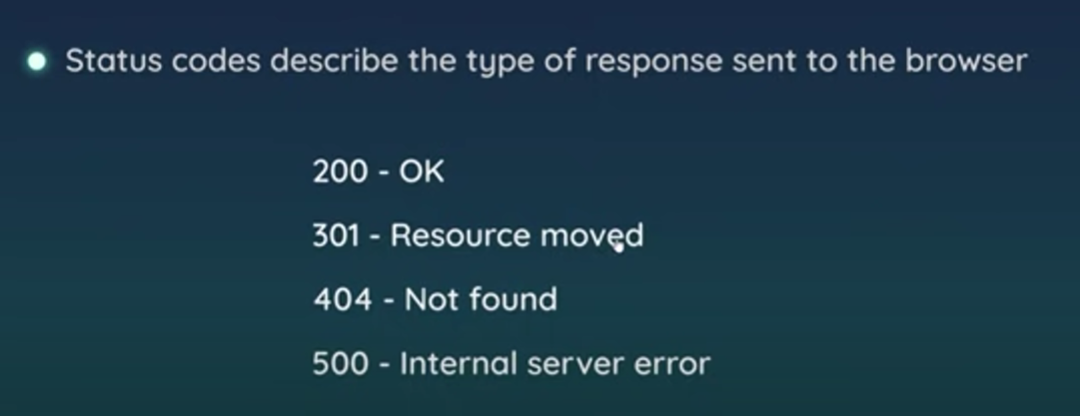 Status codes describe the type of response sent to the browser
200 - OK
301 - Resource moved
404 - Not found
500 - Internal server error